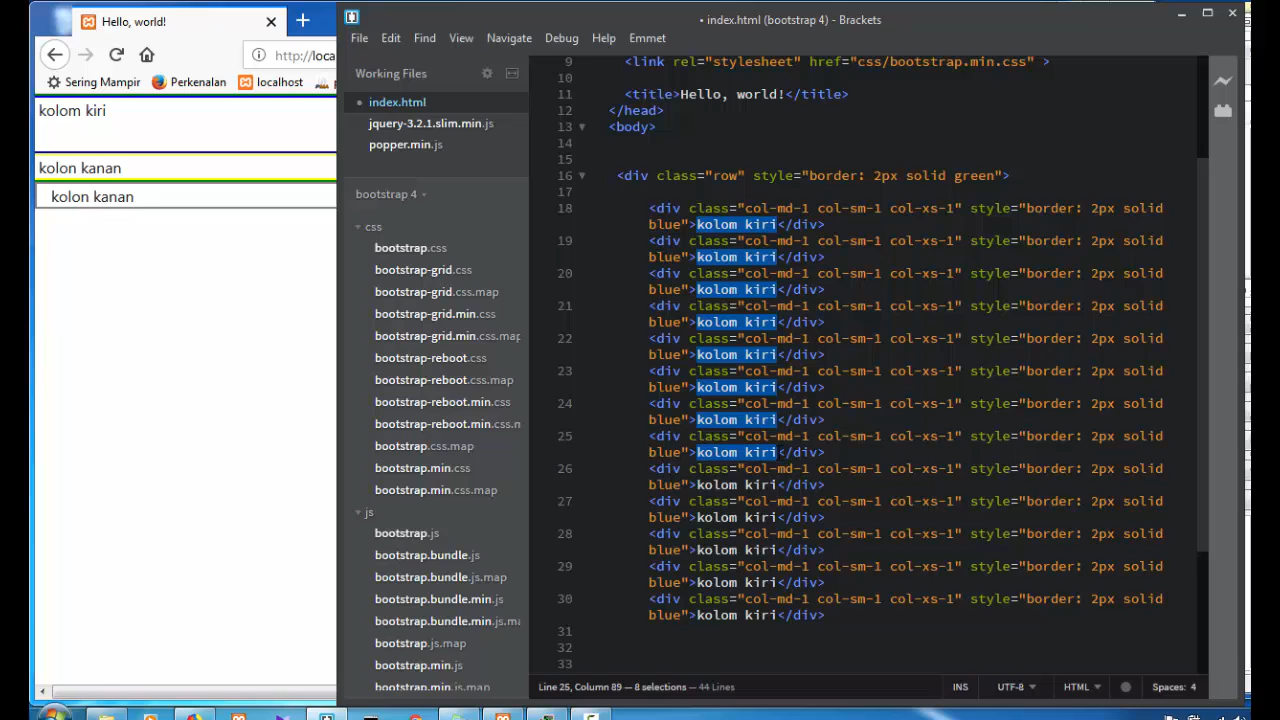 Hello, world!
• index.html (bootstrap 4) - Brackets
File Edit Find View Navigate Debug Help Emmet
http://loca
Sering Mampir Perkenalan localhost
kolom kiri
kolon kanan
kolon kanan
Working Files
index.html
jquery-3.2.1.slim.min.js
popper.min.js
bootstrap 4
css
bootstrap.css
bootstrap-grid.css
bootstrap-grid.css.map
bootstrap-grid.min.css
bootstrap-grid.min.css.map
bootstrap-reboot.css
bootstrap-reboot.css.map
bootstrap-reboot.min.css
bootstrap-reboot.min.css.m
bootstrap.css.map
bootstrap.min.css
bootstrap.min.css.map
js
bootstrap.js
bootstrap.bundle.js
bootstrap.bundle.js.map
bootstrap.bundle.min.js
bootstrap.bundle.min.js.ma
bootstrap.js.map
bootstrap.min.js
bootstrap.min.js.map
9 <link rel="stylesheet" href="css/bootstrap.min.css" >
10
11 <title>Hello, world!</title>
12 </head>
13 <body>
14
15
16 <div class="row" style="border: 2px solid green">
17
18 <div class="col-md-1 col-sm-1 col-xs-1" style="border: 2px solid
blue">kolom kiri</div>
19 <div class="col-md-1 col-sm-1 col-xs-1" style="border: 2px solid
blue">kolom kiri</div>
20 <div class="col-md-1 col-sm-1 col-xs-1" style="border: 2px solid
blue">kolom kiri</div>
21 <div class="col-md-1 col-sm-1 col-xs-1" style="border: 2px solid
blue">kolom kiri</div>
22 <div class="col-md-1 col-sm-1 col-xs-1" style="border: 2px solid
blue">kolom kiri</div>
23 <div class="col-md-1 col-sm-1 col-xs-1" style="border: 2px solid
blue">kolom kiri</div>
24 <div class="col-md-1 col-sm-1 col-xs-1" style="border: 2px solid
blue">kolom kiri</div>
25 <div class="col-md-1 col-sm-1 col-xs-1" style="border: 2px solid
blue">kolom kiri</div>
26 <div class="col-md-1 col-sm-1 col-xs-1" style="border: 2px solid
blue">kolom kiri</div>
27 <div class="col-md-1 col-sm-1 col-xs-1" style="border: 2px solid
blue">kolom kiri</div>
28 <div class="col-md-1 col-sm-1 col-xs-1" style="border: 2px solid
blue">kolom kiri</div>
29 <div class="col-md-1 col-sm-1 col-xs-1" style="border: 2px solid
blue">kolom kiri</div>
30 <div class="col-md-1 col-sm-1 col-xs-1" style="border: 2px solid
blue">kolom kiri</div>
31
32
33
Line 25, Column 89 — 8 selections — 44 Lines INS UTF-8 HTML Spaces: 4